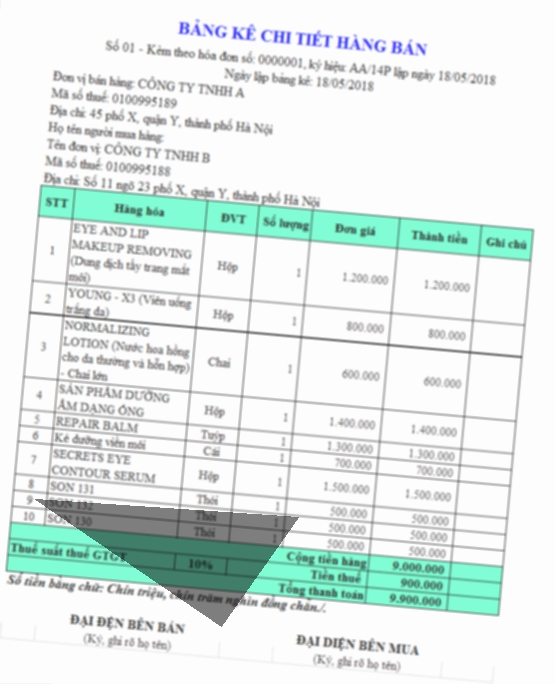 BẢNG KÊ CHI TIẾT HÀNG BÁN
Số 01 - Kèm theo hóa đơn số: 0000001, ký hiệu: AA/14P lập ngày 18/05/2018
Ngày lập bảng kê: 18/05/2018
Đơn vị bán hàng: CÔNG TY TNHH A
Mã số thuế: 0100995189
Địa chỉ: 45 phố X, quận Y, thành phố Hà Nội
Họ tên người mua hàng:
Tên đơn vị: CÔNG TY TNHH B
Mã số thuế: 0100995188
Địa chỉ: Số 11 ngõ 23 phố X, quận Y, thành phố Hà Nội
STT Hàng hóa ĐVT Số lượng Đơn giá Thành tiền Ghi chú
1 EYE AND LIP MAKEUP REMOVING (Dung dịch tẩy trang mắt môi) Hộp 1 1.200.000 1.200.000
2 YOUNG - X3 (Viên uống trắng da) Hộp 1 800.000 800.000
3 NORMALIZING LOTION (Nước hoa hồng cho da thường và hỗn hợp) - Chai lớn Chai 1 600.000 600.000
4 SẢN PHẨM DƯỠNG ẨM DẠNG ỐNG Hộp 1 1.400.000 1.400.000
5 REPAIR BALM Tuýp 1 1.300.000 1.300.000
6 Kẻ dưỡng viền môi Cái 1 700.000 700.000
7 SECRETS EYE CONTOUR SERUM Hộp 1 1.500.000 1.500.000
8 SON 131 Thỏi 1 500.000 500.000
9 SON 132 Thỏi 1 500.000 500.000
10 SON 130 Thỏi 1 500.000 500.000
Cộng tiền hàng 9.000.000
Thuế suất thuế GTGT 10% Tiền thuế 900.000
Tổng thanh toán 9.900.000
Số tiền bằng chữ: Chín triệu, chín trăm nghìn đồng chẵn./.
ĐẠI ĐỆN BÊN BÁN
(Ký, ghi rõ họ tên)
ĐẠI DIỆN BÊN MUA
(Ký, ghi rõ họ tên)